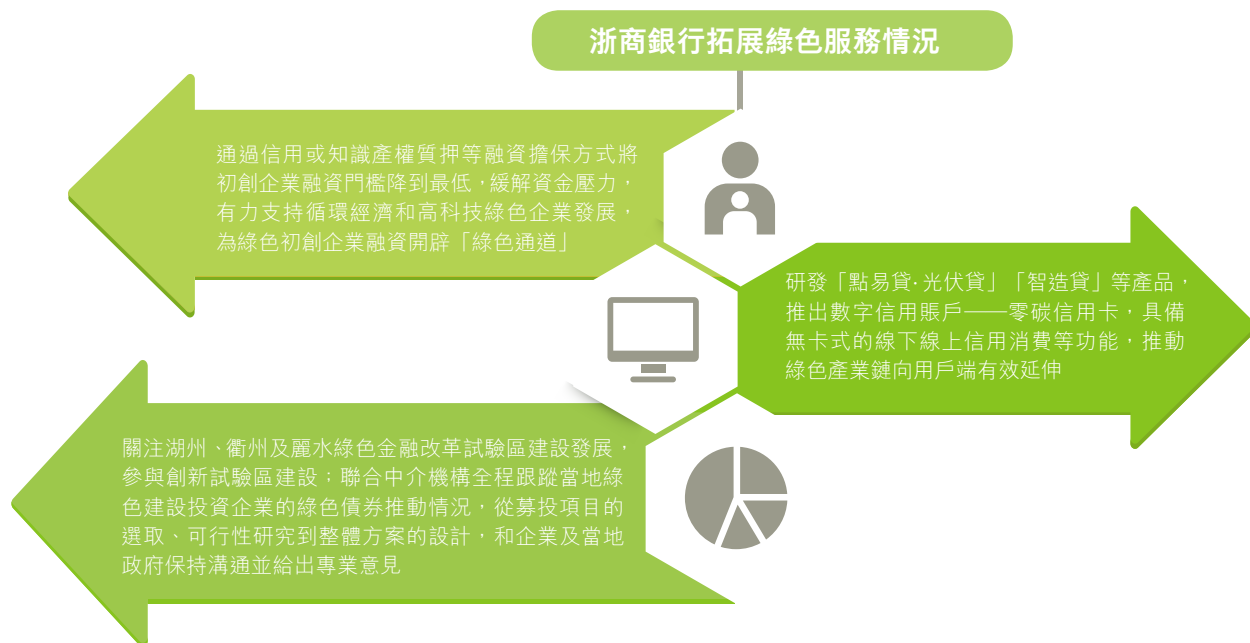 浙商銀行拓展綠色服務情況
通過信用或知識產權質押等融資擔保方式將
初創企業融資門檻降到最低，緩解資金壓力，
有力支持循環經濟和高科技綠色企業發展，
為綠色初創企業融資開辟「綠色通道」
研發「點易貸·光伏貸」「智造貸」等產品，
推出數字信用賬戶——零碳信用卡，具備
無卡式的線下線上信用消費等功能，推動
綠色產業鏈向用戶端有效延伸
關注湖州、衢州及麗水綠色金融改革試驗區建設發展，
參與創新試驗區建設；聯合中介機構全程跟蹤當地綠
色建設投資企業的綠色債券推動情況，從募投項目的
選取、可行性研究到整體方案的設計，和企業及當地
政府保持溝通並給出專業意見